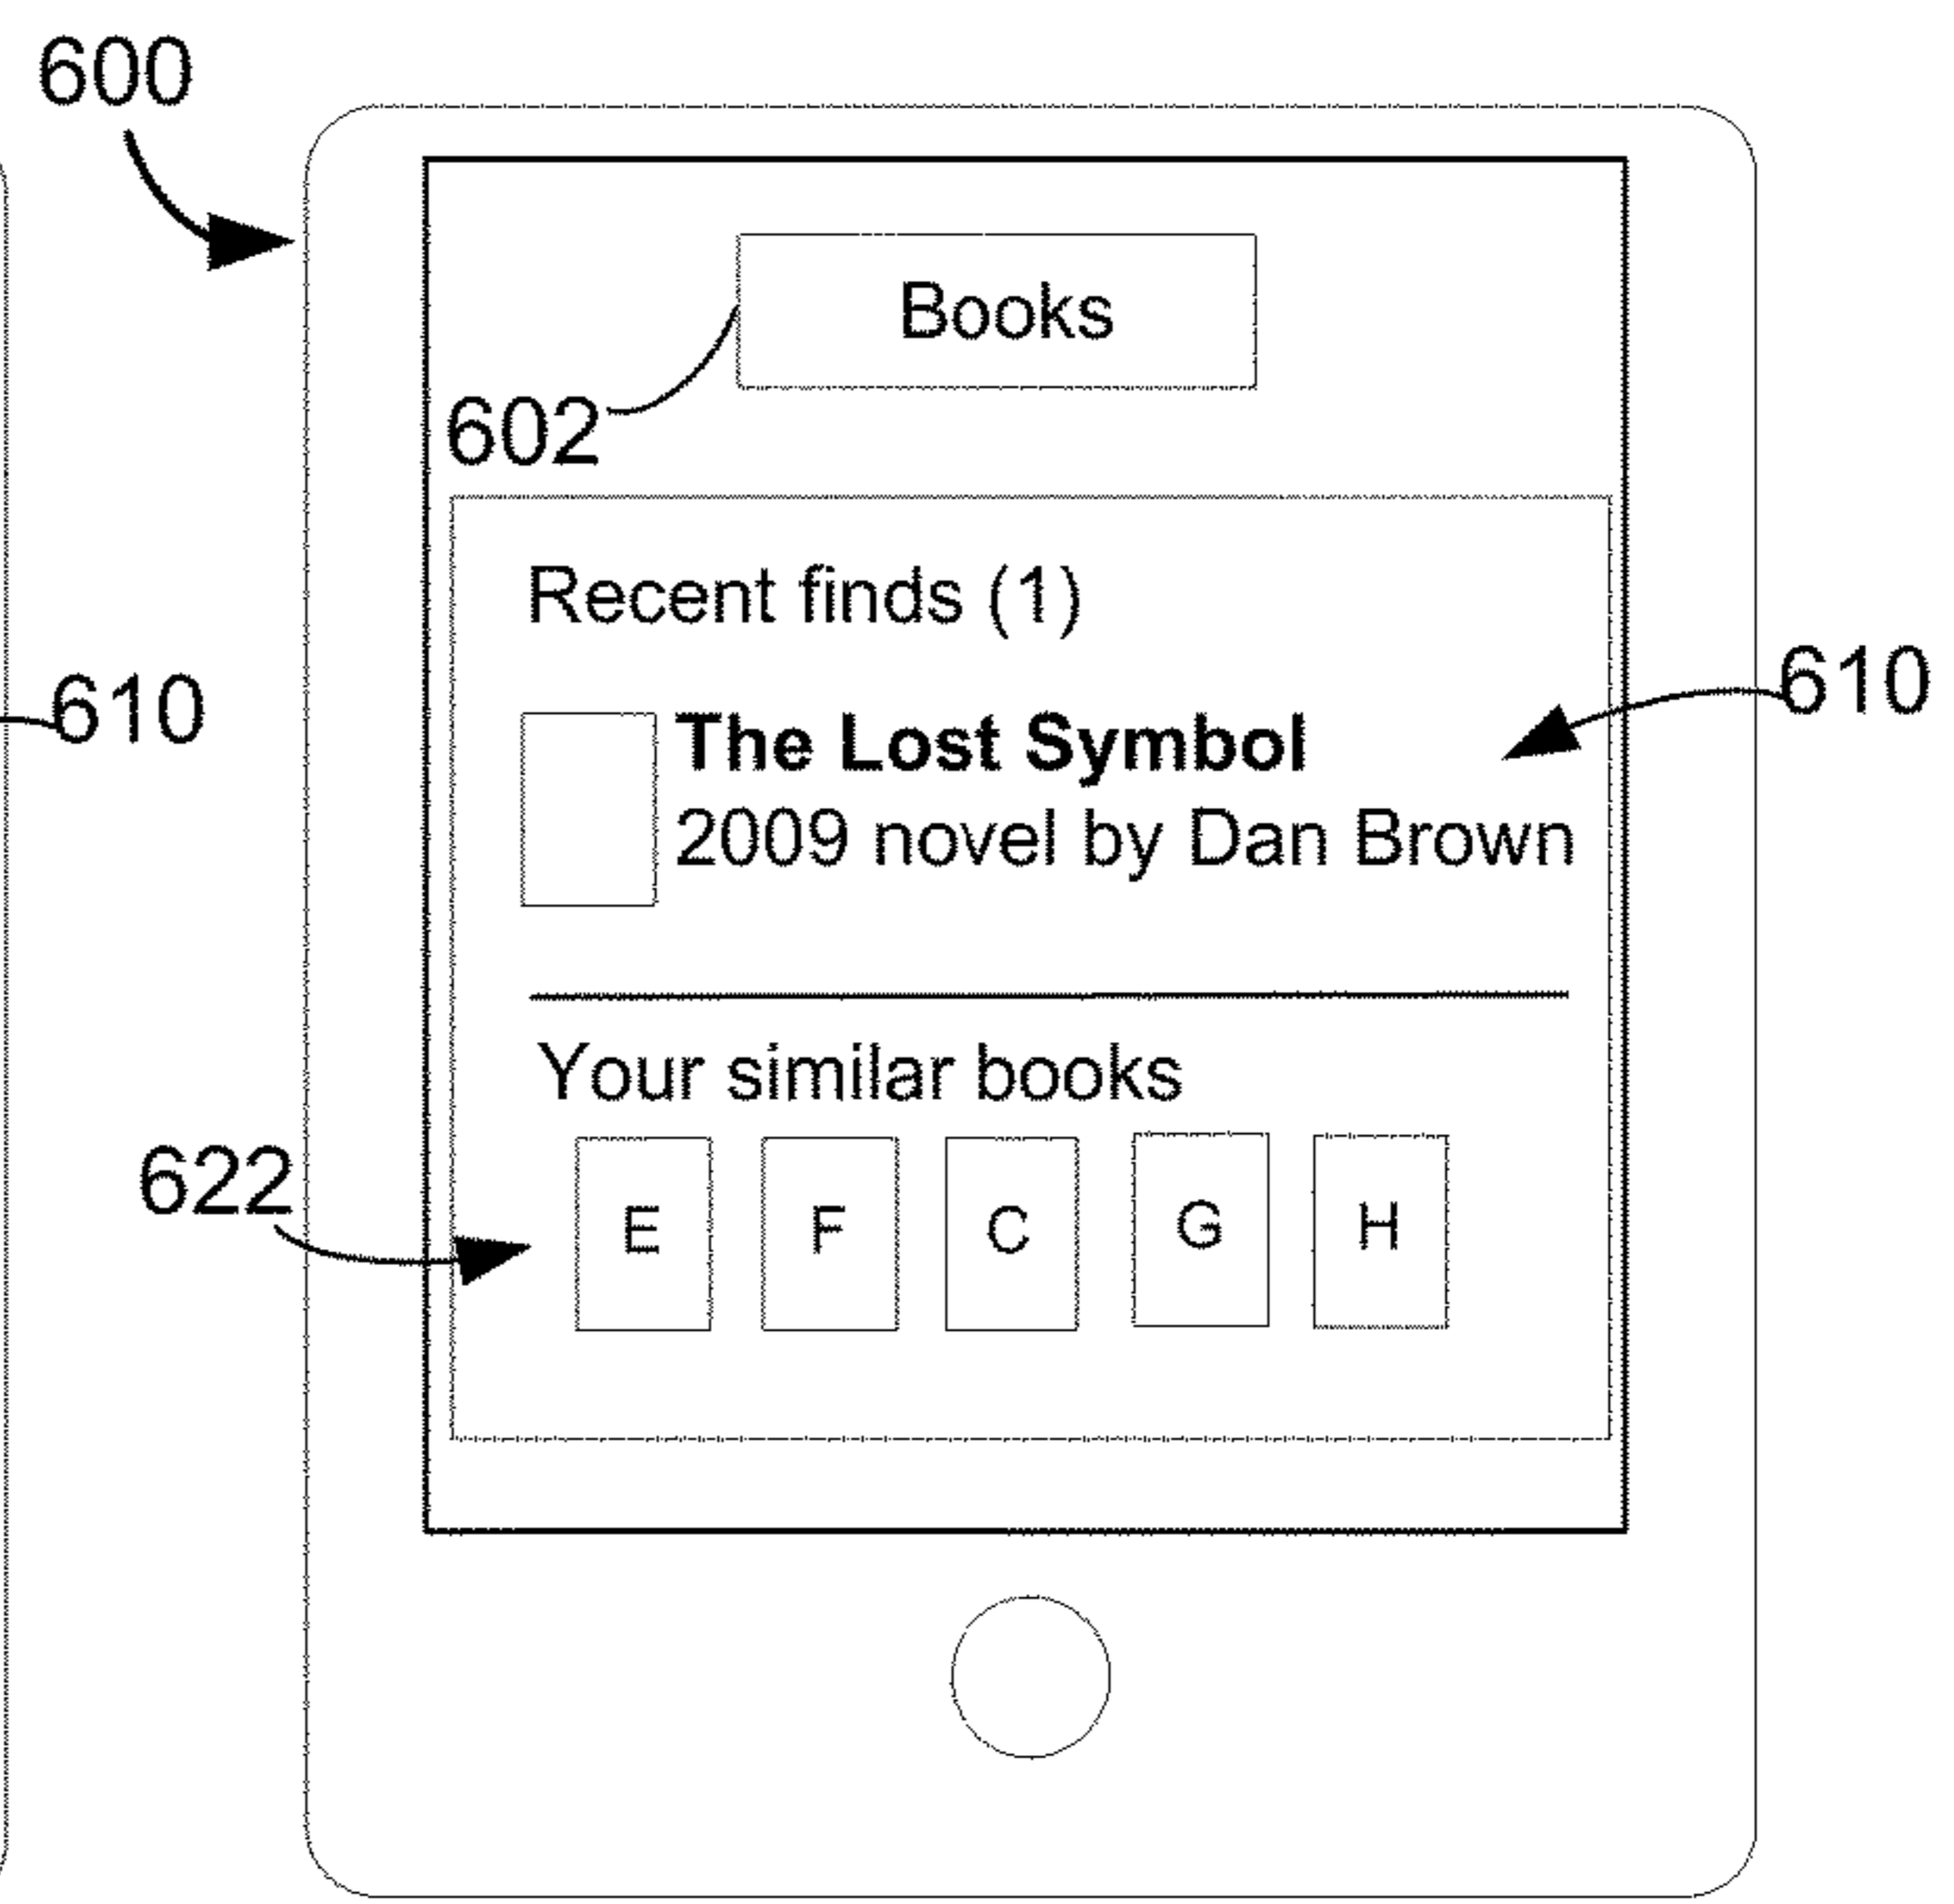 600
Books
602
Recent finds (1)
610
610
The Lost Symbol
2009 novel by Dan Brown
Your similar books
622
E F C G H